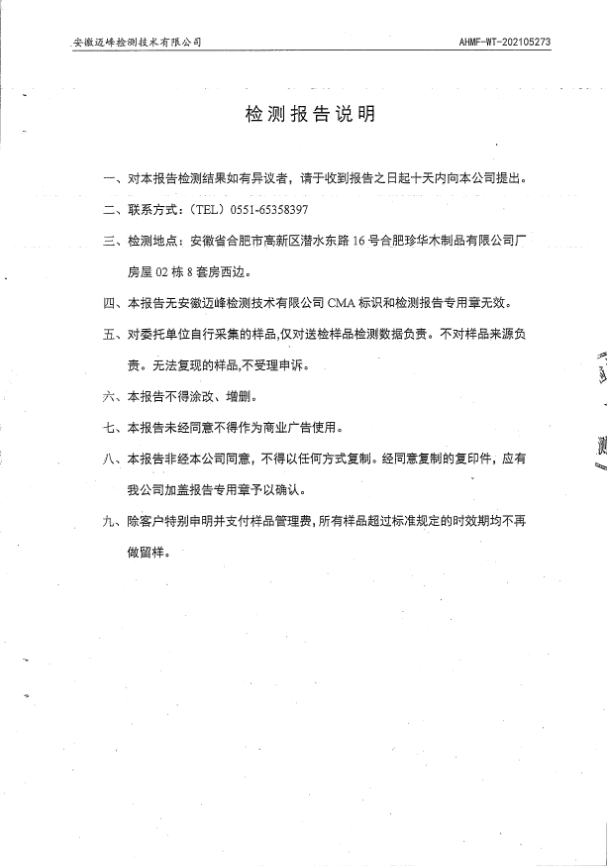 安徽迈峰检测技术有限公司 AHMF-WT-202105273
检测报告说明
一、对本报告检测结果如有异议者，请于收到报告之日起十天内向本公司提出。
二、联系方式：（TEL）0551-65358397
三、检测地点：安徽省合肥市高新区潜水东路 16 号合肥珍华木制品有限公司厂
房屋 02 栋 8 套房西边。
四、本报告无安徽迈峰检测技术有限公司 CMA 标识和检测报告专用章无效。
五、对委托单位自行采集的样品,仅对送检样品检测数据负责。不对样品来源负
责。无法复现的样品,不受理申诉。
六、本报告不得涂改、增删。
七、本报告未经同意不得作为商业广告使用。
八、本报告非经本公司同意，不得以任何方式复制。经同意复制的复印件，应有
我公司加盖报告专用章予以确认。
九、除客户特别申明并支付样品管理费,所有样品超过标准规定的时效期均不再
做留样。